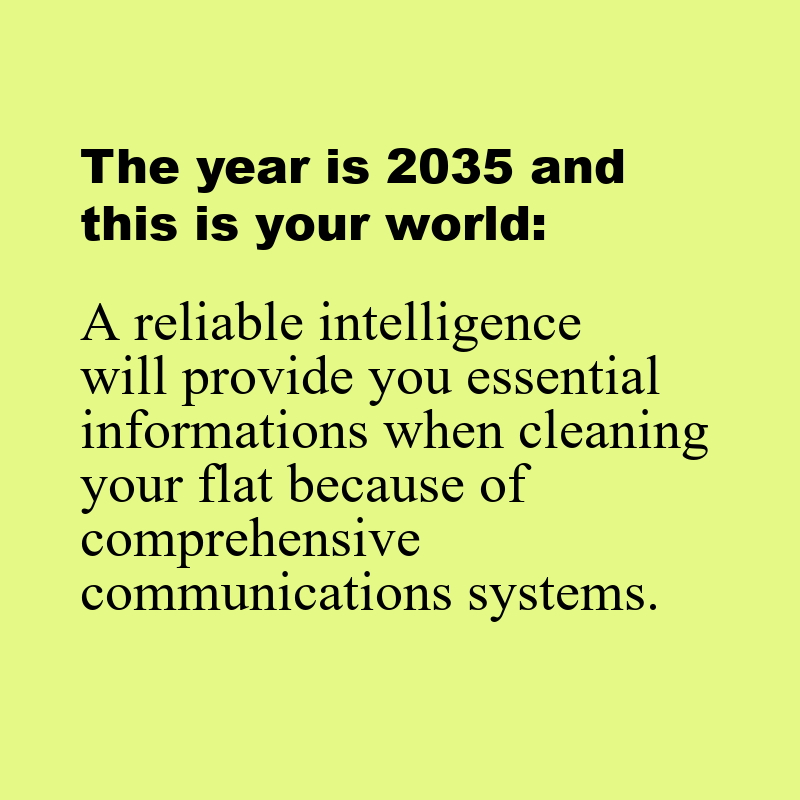 The year is 2035 and
this is your world:
A reliable intelligence
will provide you essential
informations when cleaning
your flat because of
comprehensive
communications systems.